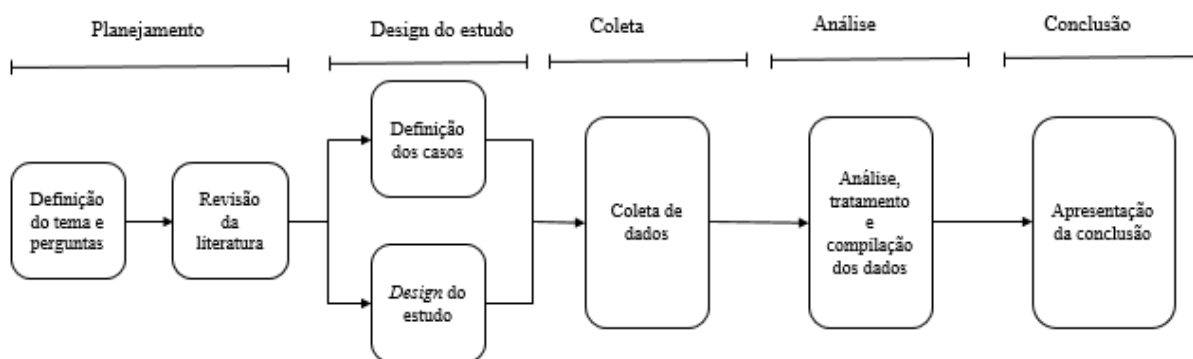 Planejamento
Design do estudo
Coleta
Análise
Conclusão
Definição
do tema e
perguntas
Revisão
da
literatura
Definição
dos casos
Design do
estudo
Coleta de
dados
Análise,
tratamento
e
compilação
dos dados
Apresentação
da conclusão